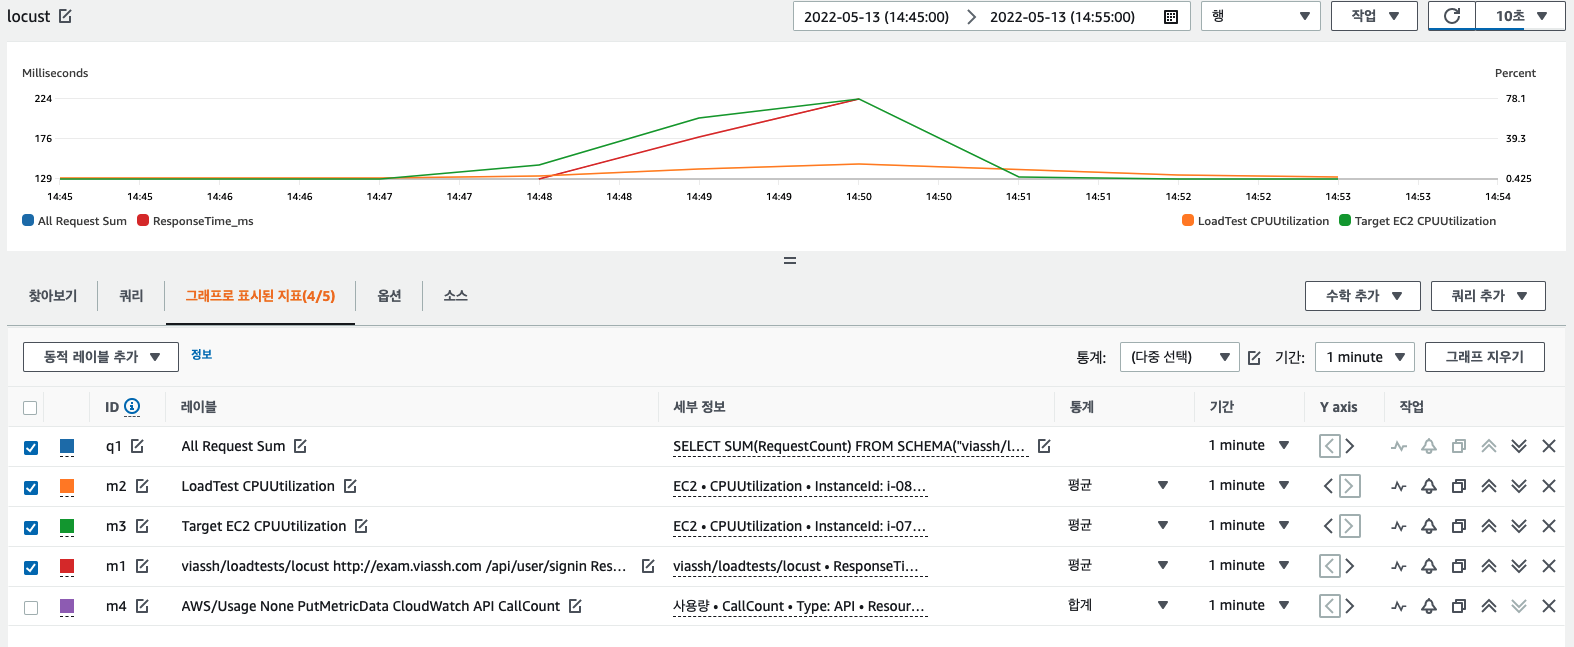 locust
2022-05-13 (14:45:00) 2022-05-13 (14:55:00) 행 작업 10초
Milliseconds Percent
224 78.1
176 39.3
129 0.425
14:45 14:45 14:46 14:46 14:47 14:47 14:48 14:48 14:49 14:49 14:50 14:50 14:51 14:51 14:52 14:52 14:53 14:53 14:54
All Request Sum ResponseTime_ms LoadTest CPUUtilization Target EC2 CPUUtilization
찾아보기 쿼리 그래프로 표시된 지표(4/5) 옵션 소스 수학 추가 쿼리 추가
동적 레이블 추가 정보 통계: (다중 선택) 기간: 1 minute 그래프 지우기
ID 레이블 세부 정보 통계 기간 Y axis 작업
q1 All Request Sum SELECT SUM(RequestCount) FROM SCHEMA("viassh/l... 1 minute
m2 LoadTest CPUUtilization EC2 • CPUUtilization • InstanceId: i-08... 평균 1 minute
m3 Target EC2 CPUUtilization EC2 • CPUUtilization • InstanceId: i-07... 평균 1 minute
m1 viassh/loadtests/locust http://exam.viassh.com /api/user/signin Res... viassh/loadtests/locust • ResponseTi... 평균 1 minute
m4 AWS/Usage None PutMetricData CloudWatch API CallCount 사용량 • CallCount • Type: API • Resour... 합계 1 minute